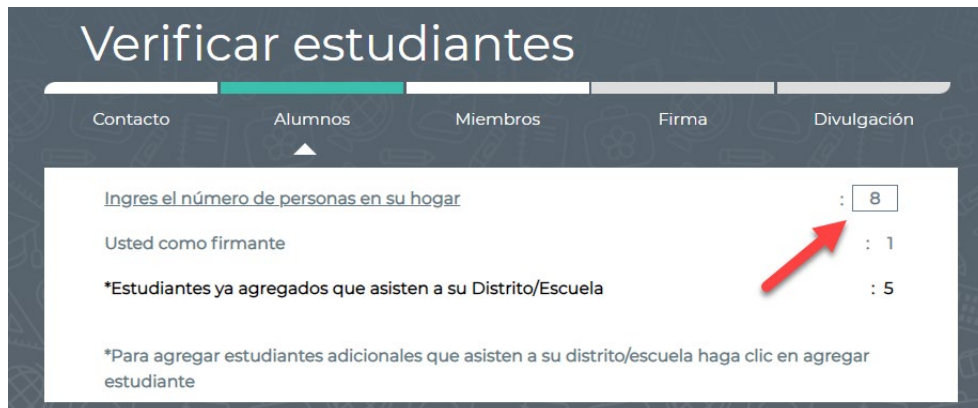 Verificar estudiantes
Contacto Alumnos Miembros Firma Divulgación
Ingres el número de personas en su hogar : 8
Usted como firmante : 1
*Estudiantes ya agregados que asisten a su Distrito/Escuela : 5
*Para agregar estudiantes adicionales que asisten a su distrito/escuela haga clic en agregar
estudiante